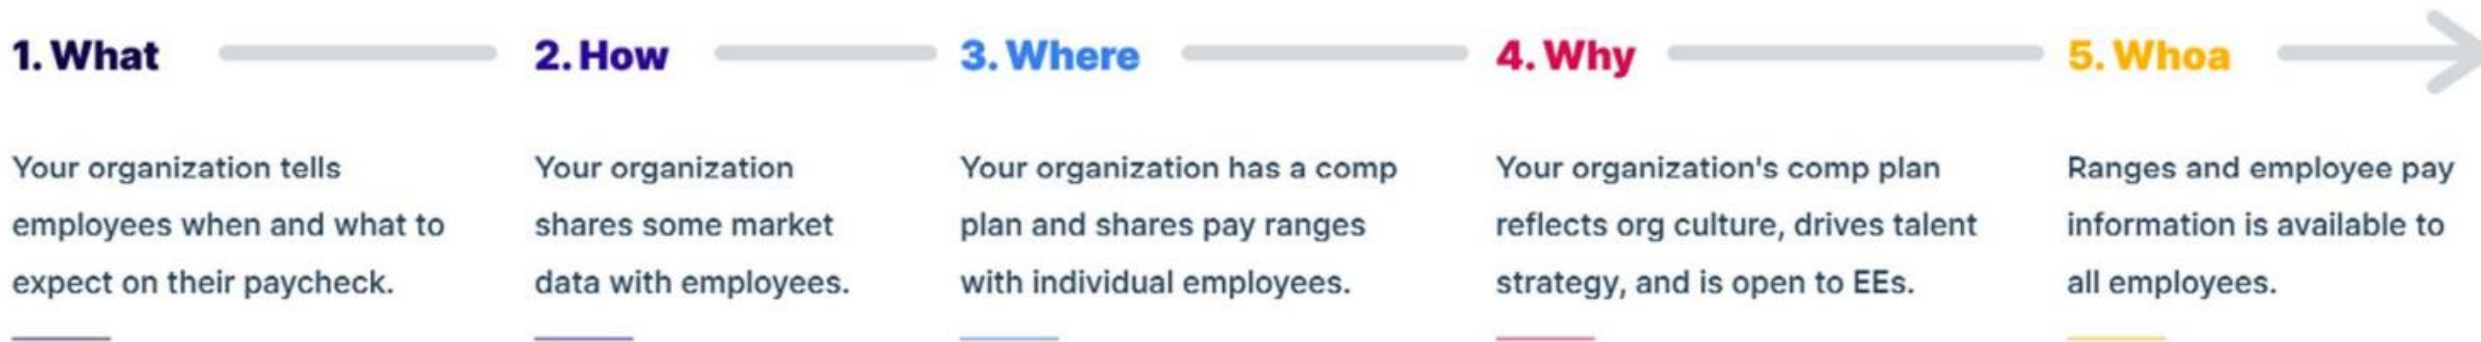 1. What
Your organization tells
employees when and what to
expect on their paycheck.
2. How
Your organization
shares some market
data with employees.
3. Where
Your organization has a comp
plan and shares pay ranges
with individual employees.
4. Why
Your organization's comp plan
reflects org culture, drives talent
strategy, and is open to EEs.
5. Whoa
Ranges and employee pay
information is available to
all employees.